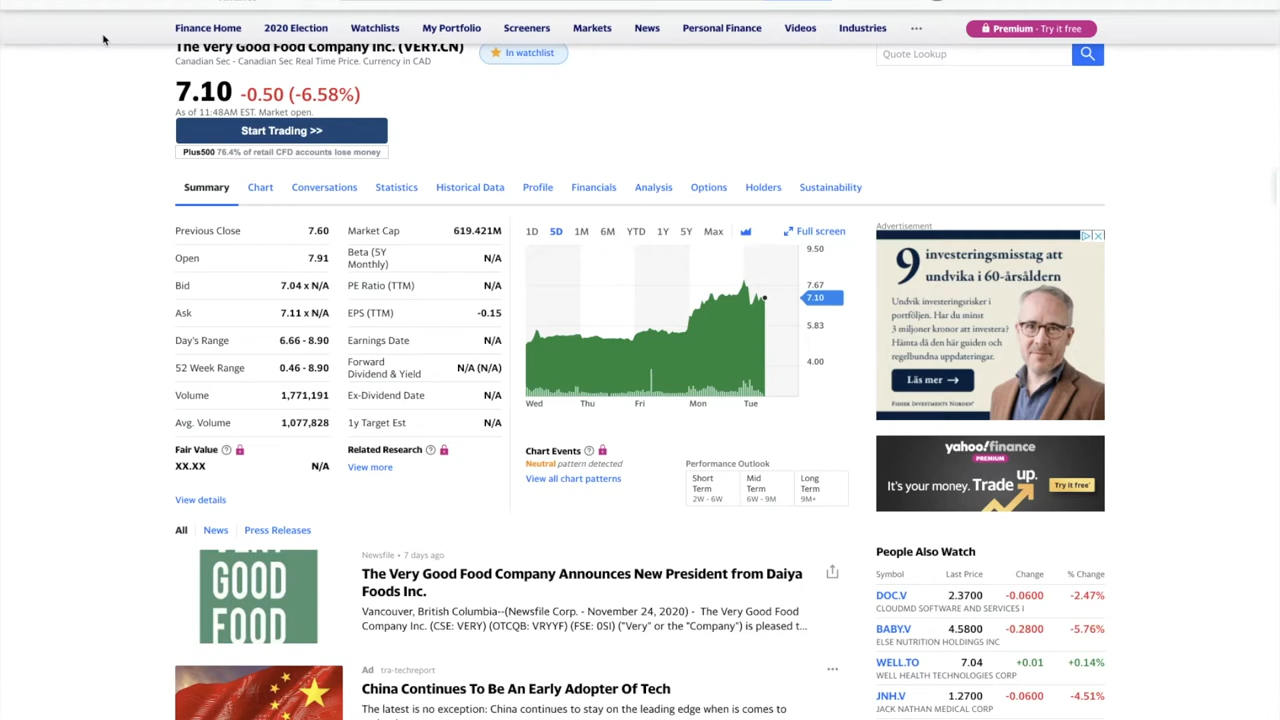 Finance Home 2020 Election Watchlists My Portfolio Screeners Markets News Personal Finance Videos Industries ... Premium - Try it free
The Very Good Food Company Inc. (VERY.CN)
In watchlist
Quote Lookup
Canadian Sec - Canadian Sec Real Time Price. Currency in CAD
7.10 -0.50 (-6.58%)
As of 11:48AM EST. Market open.
Start Trading >>
Plus500 76.4% of retail CFD accounts lose money
Summary Chart Conversations Statistics Historical Data Profile Financials Analysis Options Holders Sustainability
Previous Close 7.60
Open 7.91
Bid 7.04 x N/A
Ask 7.11 x N/A
Day's Range 6.66 - 8.90
52 Week Range 0.46 - 8.90
Volume 1,771,191
Avg. Volume 1,077,828
Fair Value
XX.XX N/A
View details
Market Cap 619.421M
Beta (5Y
Monthly) N/A
PE Ratio (TTM) N/A
EPS (TTM) -0.15
Earnings Date N/A
Forward
Dividend & Yield N/A (N/A)
Ex-Dividend Date N/A
1y Target Est N/A
Related Research
View more
1D 5D 1M 6M YTD 1Y 5Y Max Full screen
9.50
7.67
7.10
5.83
4.00
Wed Thu Fri Mon Tue
Chart Events
Neutral pattern detected
View all chart patterns
Performance Outlook
Short
Term
2W - 6W
Mid
Term
6W - 9M
Long
Term
9M+
Advertisement
9 investeringsmisstag att
undvika i 60-årsåldern
Undvik investeringsrisker i
portföljen. Har du minst
3 miljoner kronor att investera?
Hämta då den här guiden och
regelbundna uppdateringar.
Läs mer →
Fisher Investments Norden®
yahoo!finance
PREMIUM
It's your money. Trade up.
Try it free*
All News Press Releases
VERY
GOOD
FOOD
Newsfile • 7 days ago
The Very Good Food Company Announces New President from Daiya
Foods Inc.
Vancouver, British Columbia--(Newsfile Corp. - November 24, 2020) - The Very Good Food
Company Inc. (CSE: VERY) (OTCQB: VRYYF) (FSE: 0SI) ("Very" or the "Company") is pleased t...
Ad tra-techreport
China Continues To Be An Early Adopter Of Tech
The latest is no exception: China continues to stay on the leading edge when is comes to
People Also Watch
Symbol Last Price Change % Change
DOC.V 2.3700 -0.0600 -2.47%
CLOUDMD SOFTWARE AND SERVICES I
BABY.V 4.5800 -0.2800 -5.76%
ELSE NUTRITION HOLDINGS INC
WELL.TO 7.04 +0.01 +0.14%
WELL HEALTH TECHNOLOGIES CORP
JNH.V 1.2700 -0.0600 -4.51%
JACK NATHAN MEDICAL CORP